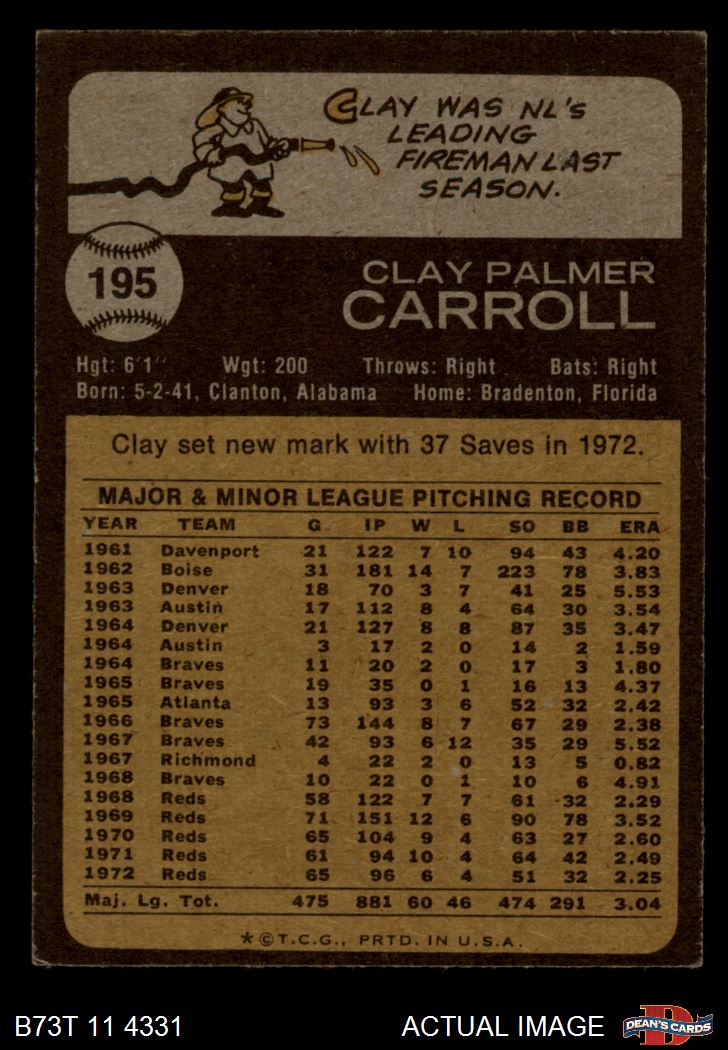 CLAY WAS NL'S
LEADING
FIREMAN LAST
SEASON.
195
CLAY PALMER
CARROLL
Hgt: 6'1" Wgt: 200 Throws: Right Bats: Right
Born: 5-2-41, Clanton, Alabama Home: Bradenton, Florida
Clay set new mark with 37 Saves in 1972.
MAJOR & MINOR LEAGUE PITCHING RECORD
YEAR TEAM G IP W L SO BB ERA
1961 Davenport 21 122 7 10 94 43 4.20
1962 Boise 31 181 14 7 223 78 3.83
1963 Denver 18 70 3 7 41 25 5.53
1963 Austin 17 112 8 4 64 30 3.54
1964 Denver 21 127 8 8 87 35 3.47
1964 Austin 3 17 2 0 14 2 1.59
1964 Braves 11 20 2 0 17 3 1.80
1965 Braves 19 35 0 1 16 13 4.37
1965 Atlanta 13 93 3 6 52 32 2.42
1966 Braves 73 144 8 7 67 29 2.38
1967 Braves 42 93 6 12 35 29 5.52
1967 Richmond 4 22 2 0 13 5 0.82
1968 Braves 10 22 0 1 10 6 4.91
1968 Reds 58 122 7 7 61 32 2.29
1969 Reds 71 151 12 6 90 78 3.52
1970 Reds 65 104 9 4 63 27 2.60
1971 Reds 61 94 10 4 64 42 2.49
1972 Reds 65 96 6 4 51 32 2.25
Maj. Lg. Tot. 475 881 60 46 474 291 3.04
*©T.C.G., PRTD. IN U.S.A.
B73T 11 4331 ACTUAL IMAGE D DEAN'S CARDS